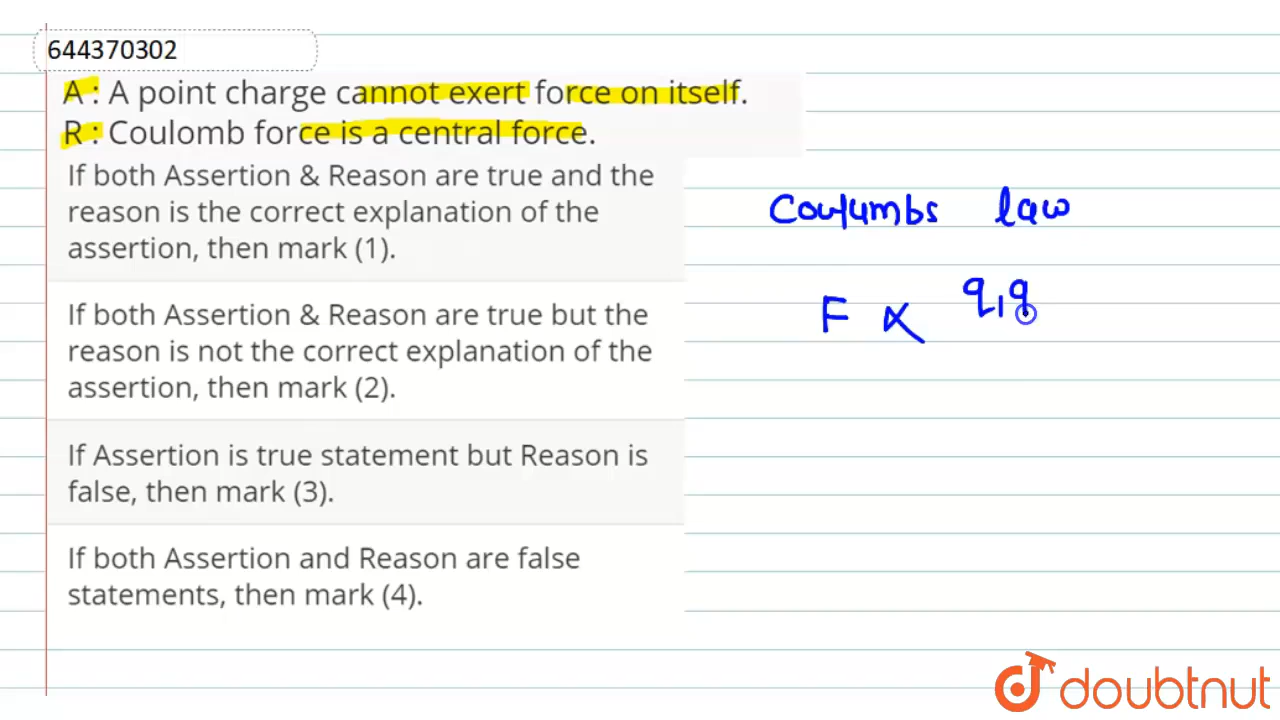 644370302
A : A point charge cannot exert force on itself.
R : Coulomb force is a central force.
If both Assertion & Reason are true and the
reason is the correct explanation of the
assertion, then mark (1).
If both Assertion & Reason are true but the
reason is not the correct explanation of the
assertion, then mark (2).
If Assertion is true statement but Reason is
false, then mark (3).
If both Assertion and Reason are false
statements, then mark (4).
Coulumbs law
F ∝ q₁q
doubtnut